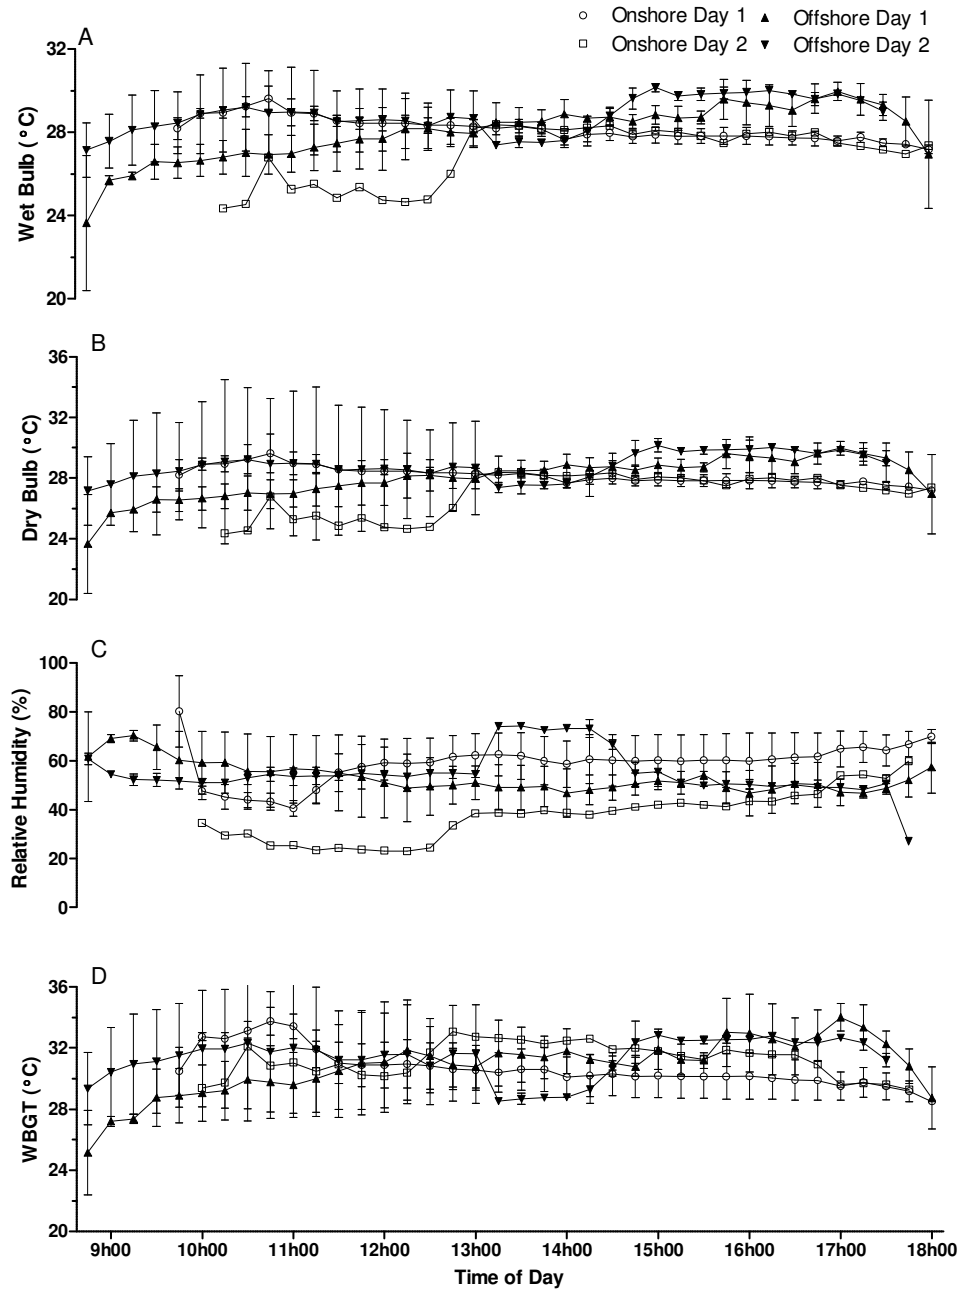 Onshore Day 1 Offshore Day 1
Onshore Day 2 Offshore Day 2
A
32
28
24
20
Wet Bulb (°C)
B
36
32
28
24
20
Dry Bulb (°C)
C
100
80
60
40
20
0
Relative Humidity (%)
D
36
32
28
24
20
WBGT (°C)
9h00 10h00 11h00 12h00 13h00 14h00 15h00 16h00 17h00 18h00
Time of Day